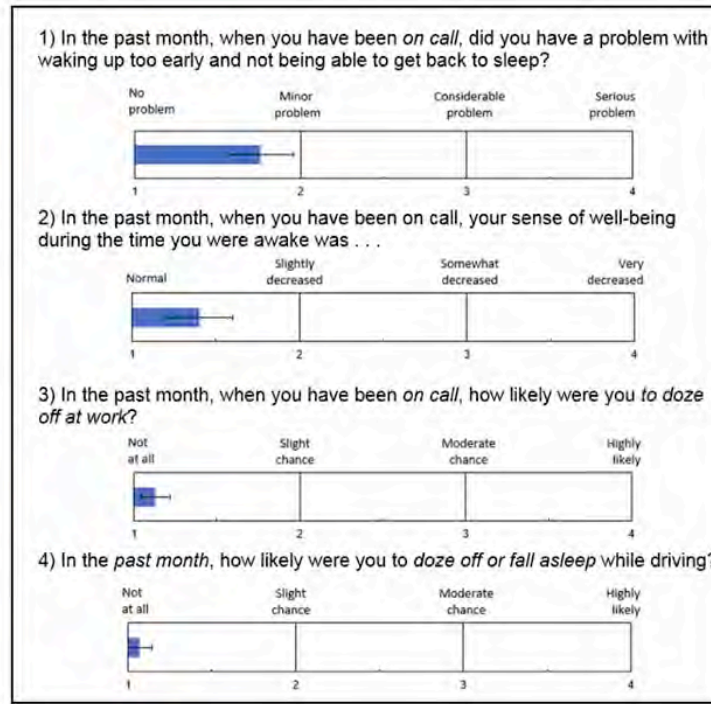 1) In the past month, when you have been on call, did you have a problem with
waking up too early and not being able to get back to sleep?
No problem
Minor problem
Considerable problem
Serious problem
1 2 3 4
2) In the past month, when you have been on call, your sense of well-being
during the time you were awake was . . .
Normal
Slightly decreased
Somewhat decreased
Very decreased
1 2 3 4
3) In the past month, when you have been on call, how likely were you to doze
off at work?
Not at all
Slight chance
Moderate chance
Highly likely
1 2 3 4
4) In the past month, how likely were you to doze off or fall asleep while driving?
Not at all
Slight chance
Moderate chance
Highly likely
1 2 3 4